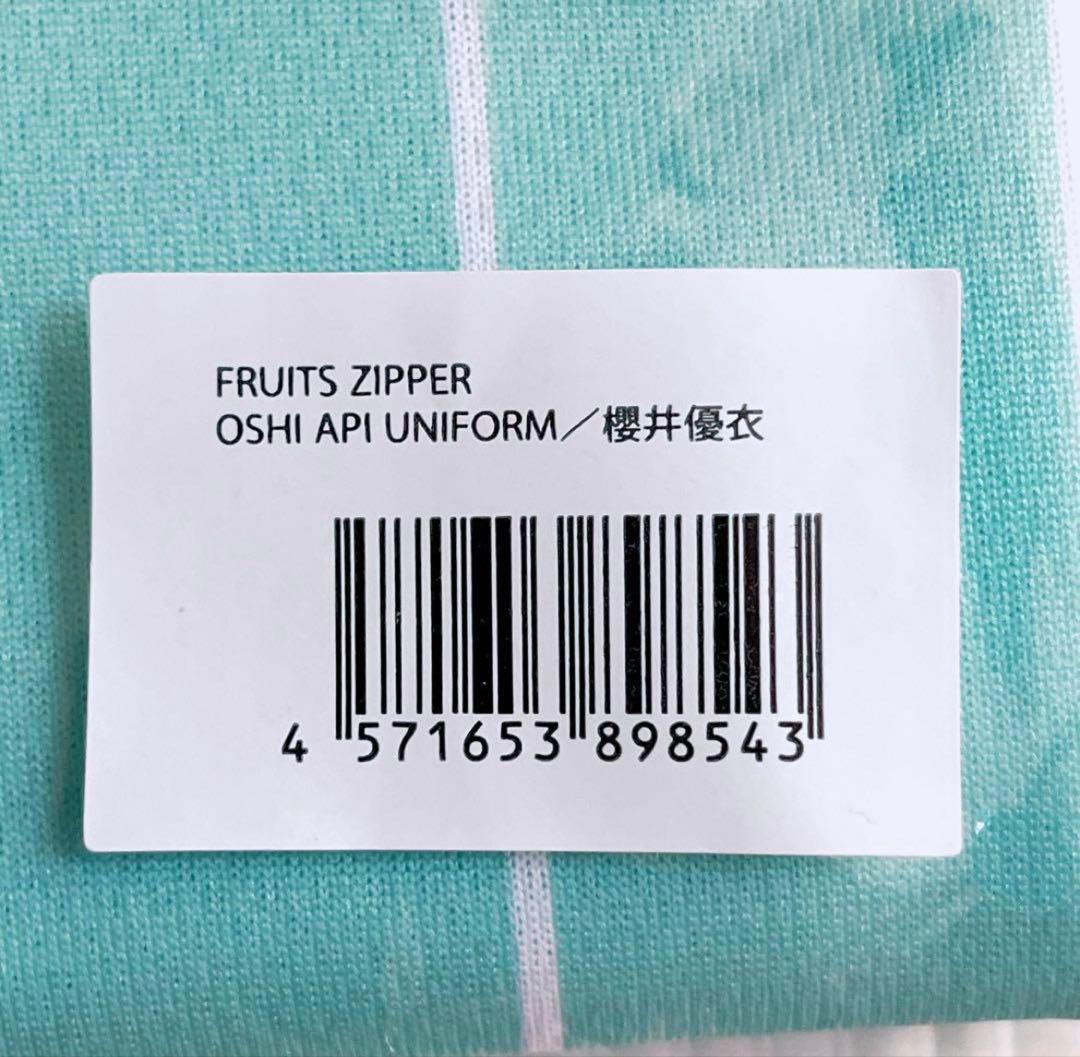 FRUITS ZIPPER
OSHI API UNIFORM／櫻井優衣
4 571653 898543